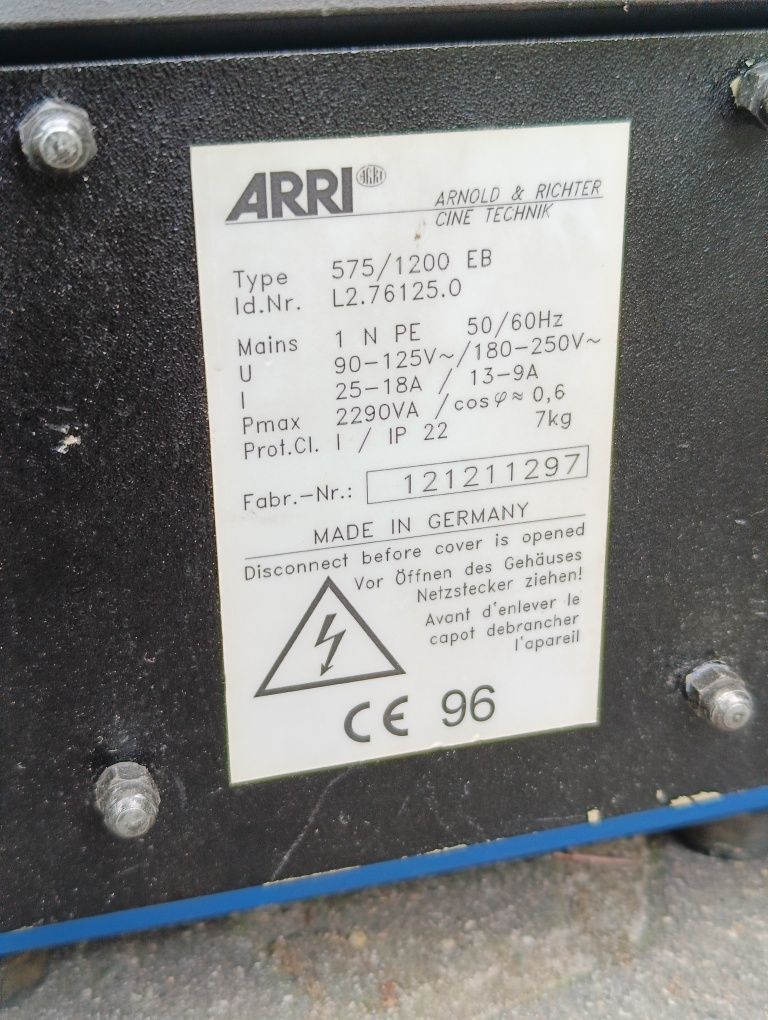 ARRI ARRI ARNOLD & RICHTER
CINE TECHNIK
Type 575/1200 EB
Id.Nr. L2.76125.0
Mains 1 N PE 50/60Hz
U 90-125V~/180-250V~
I 25-18A / 13-9A
Pmax 2290VA / cosφ≈0,6
Prot.Cl. I / IP 22 7kg
Fabr.-Nr.: 121211297
MADE IN GERMANY
Disconnect before cover is opened
Vor Öffnen des Gehäuses
Netzstecker ziehen!
Avant d'enlever le
capot debrancher
l'apareil
CE 96